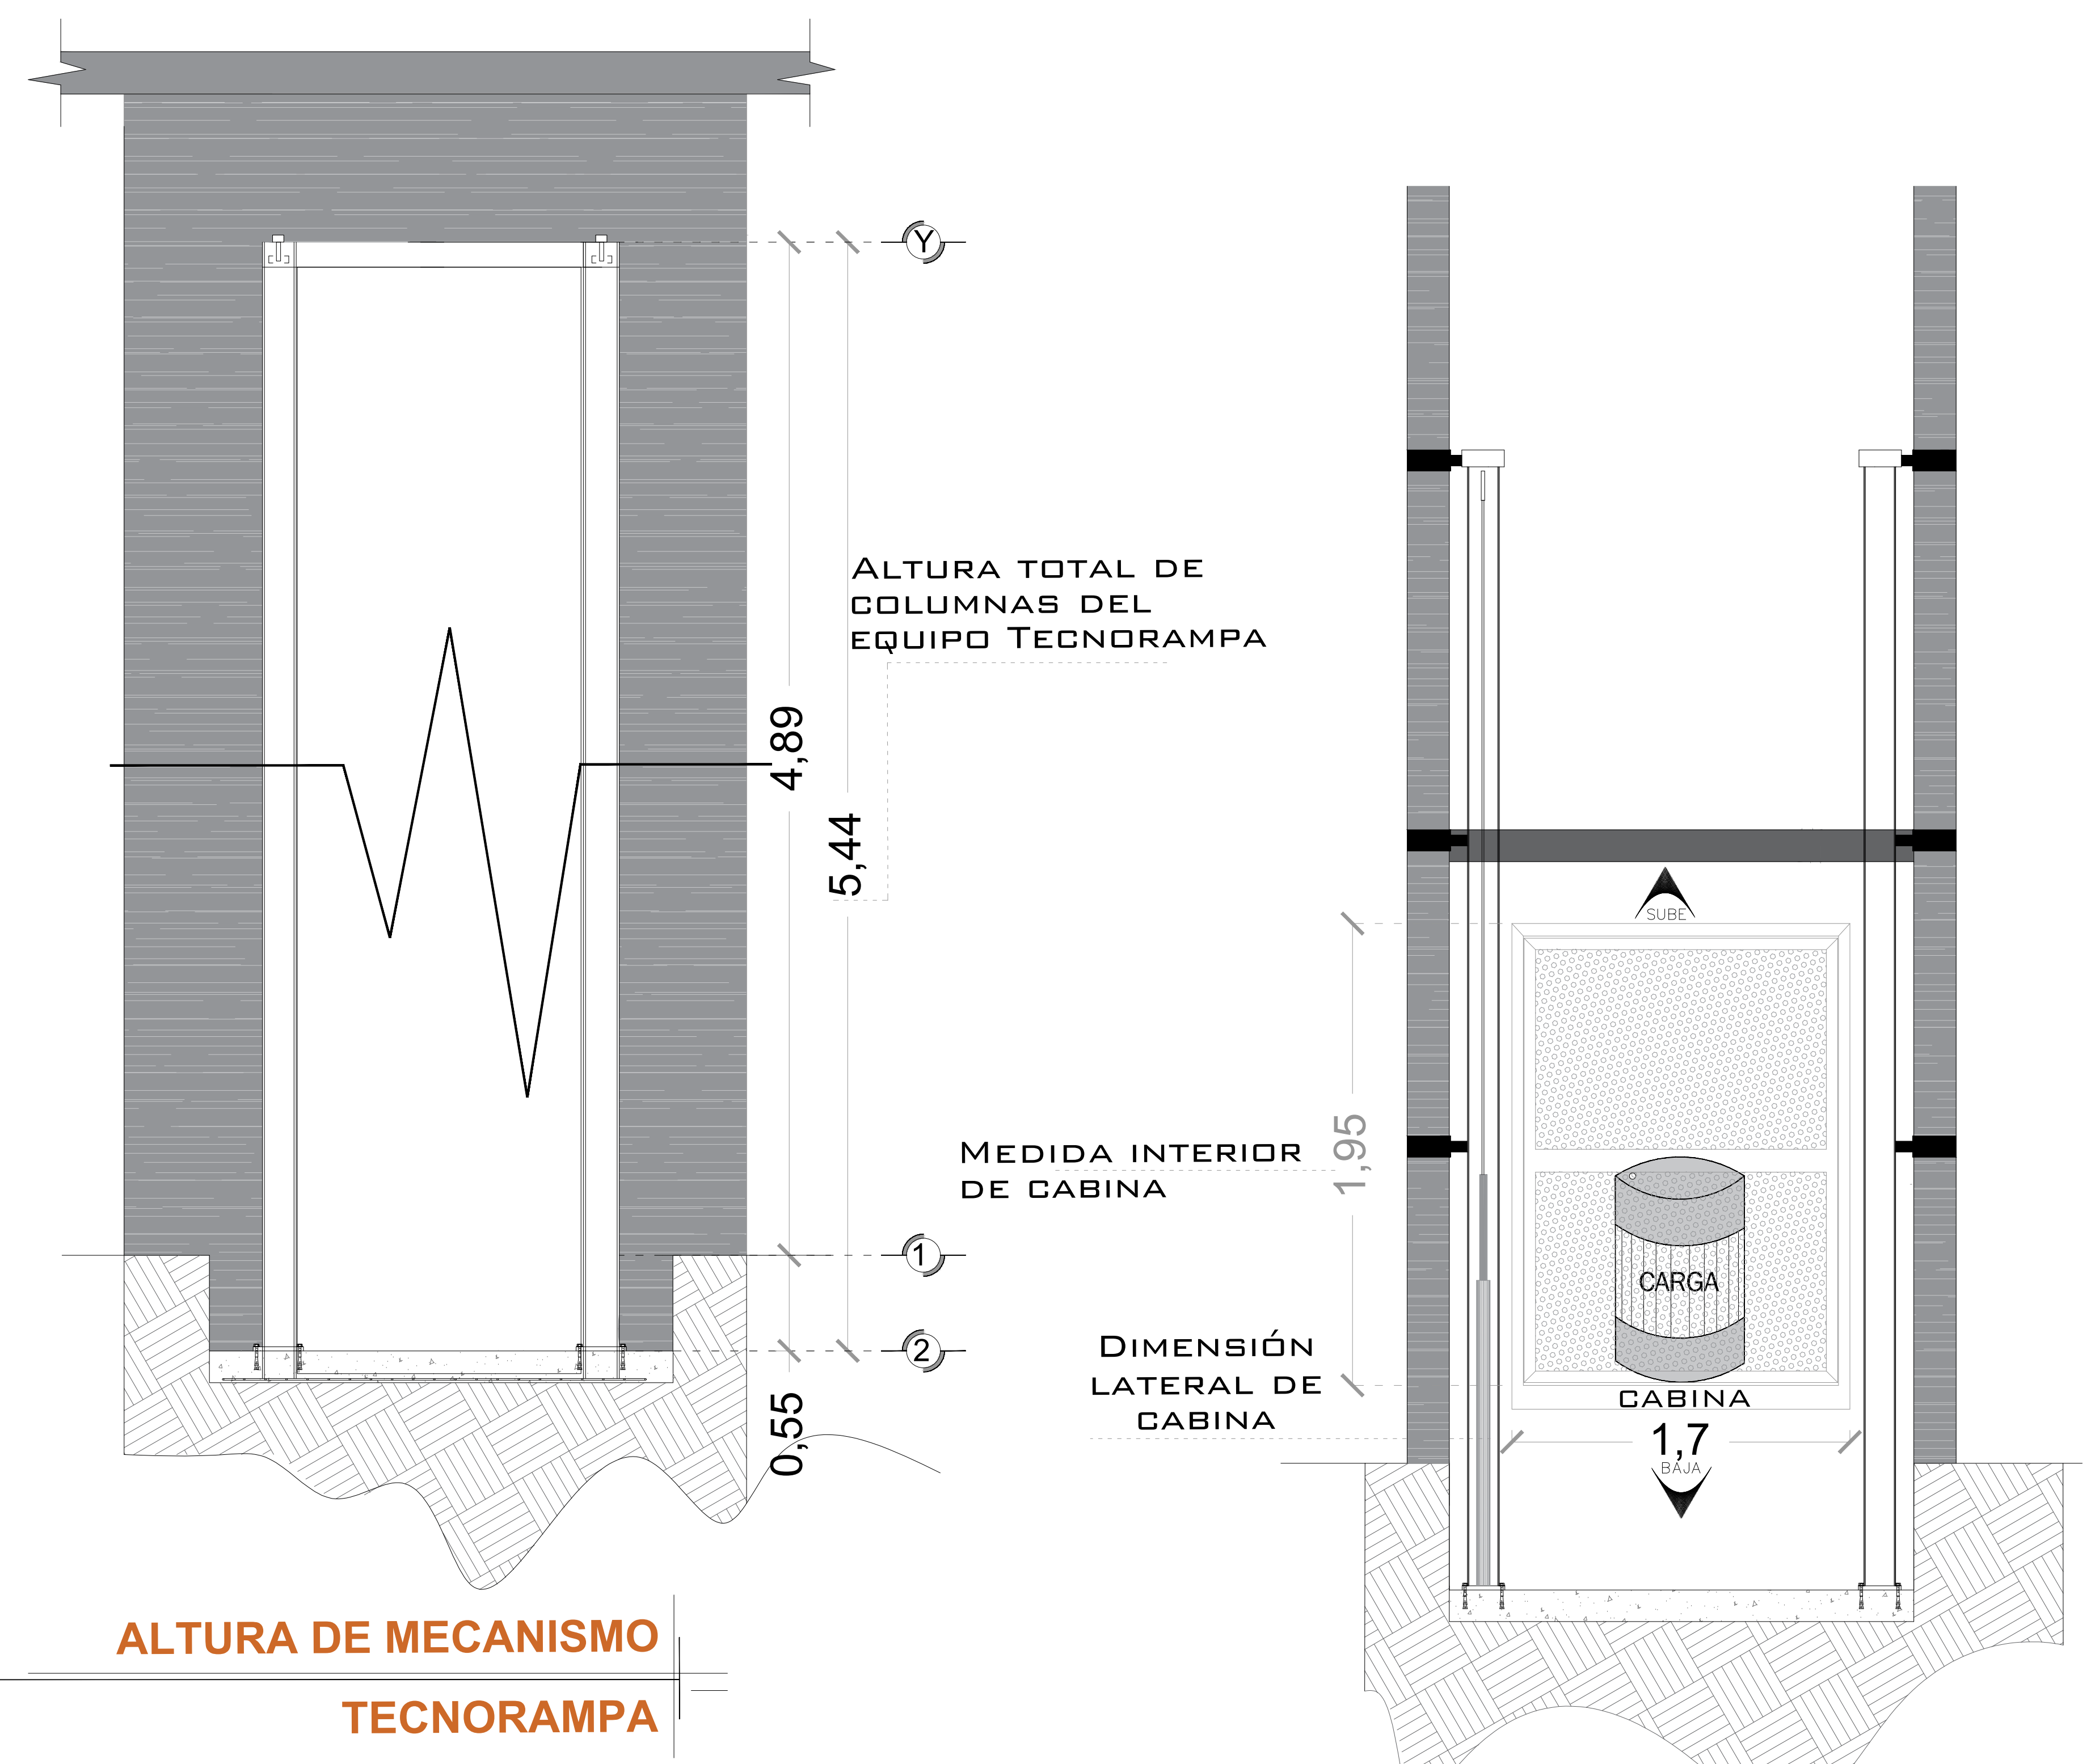 Y
ALTURA TOTAL DE
COLUMNAS DEL
EQUIPO TECNORAMPA
4,89
5,44
SUBE
MEDIDA INTERIOR
DE CABINA
1,95
1
CARGA
2
DIMENSIÓN
LATERAL DE
CABINA
CABINA
0,55
1,7
BAJA
ALTURA DE MECANISMO
TECNORAMPA